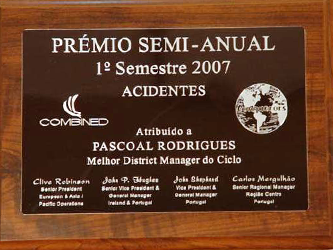 PRÉMIO SEMI-ANUAL
1º Semestre 2007
ACIDENTES
COMBINED
Atribuído a
PASCOAL RODRIGUES
Melhor District Manager do Ciclo
Clive Robinson
Senior President
European & Asia /
Pacific Operations
John P. Hughes
Senior Vice President &
General Manager
Ireland & Portugal
John Shepherd
Vice President &
General Manager
Portugal
Carlos Mergulhão
Senior Regional Manager
Região Centro
Portugal